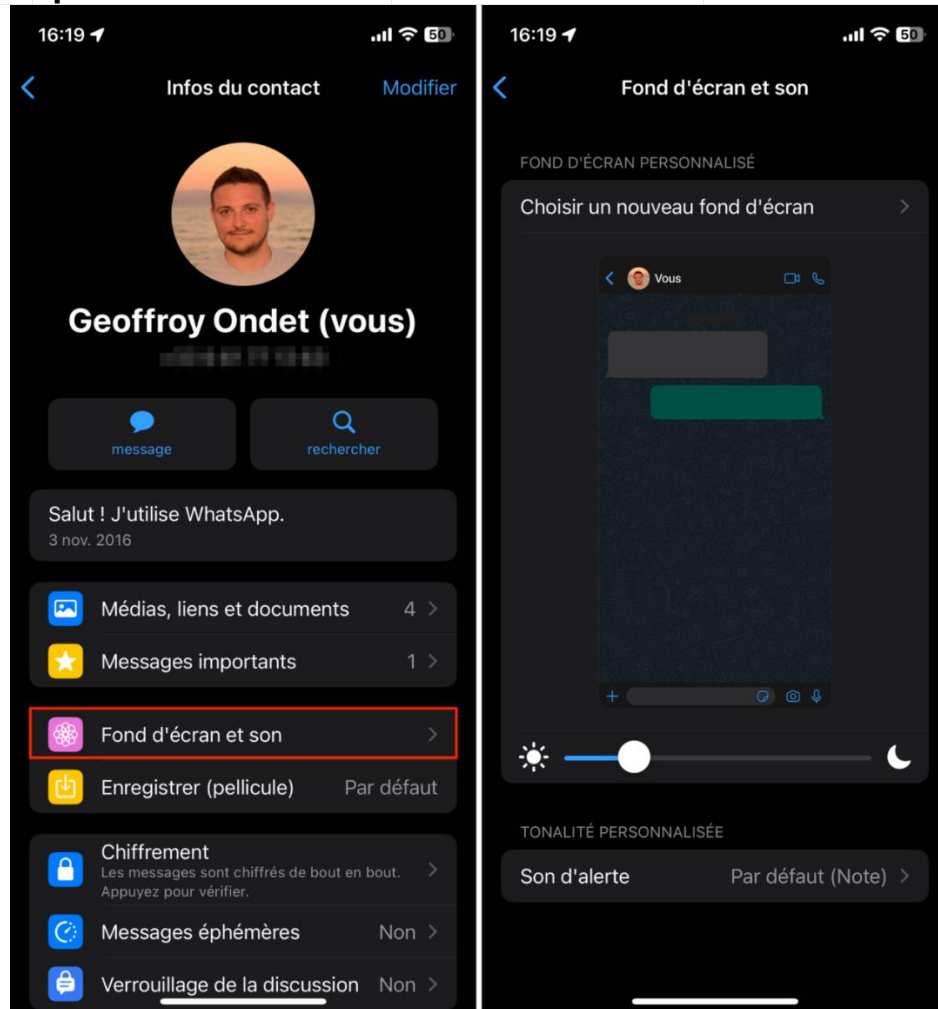 16:19
50
Infos du contact
Modifier
Geoffroy Ondet (vous)
message
rechercher
Salut ! J'utilise WhatsApp.
3 nov. 2016
Médias, liens et documents 4
Messages importants 1
Fond d'écran et son
Enregistrer (pellicule) Par défaut
Chiffrement
Les messages sont chiffrés de bout en bout.
Appuyez pour vérifier.
Messages éphémères Non
Verrouillage de la discussion Non
16:19
50
Fond d'écran et son
FOND D'ÉCRAN PERSONNALISÉ
Choisir un nouveau fond d'écran
Vous
TONALITÉ PERSONNALISÉE
Son d'alerte Par défaut (Note)